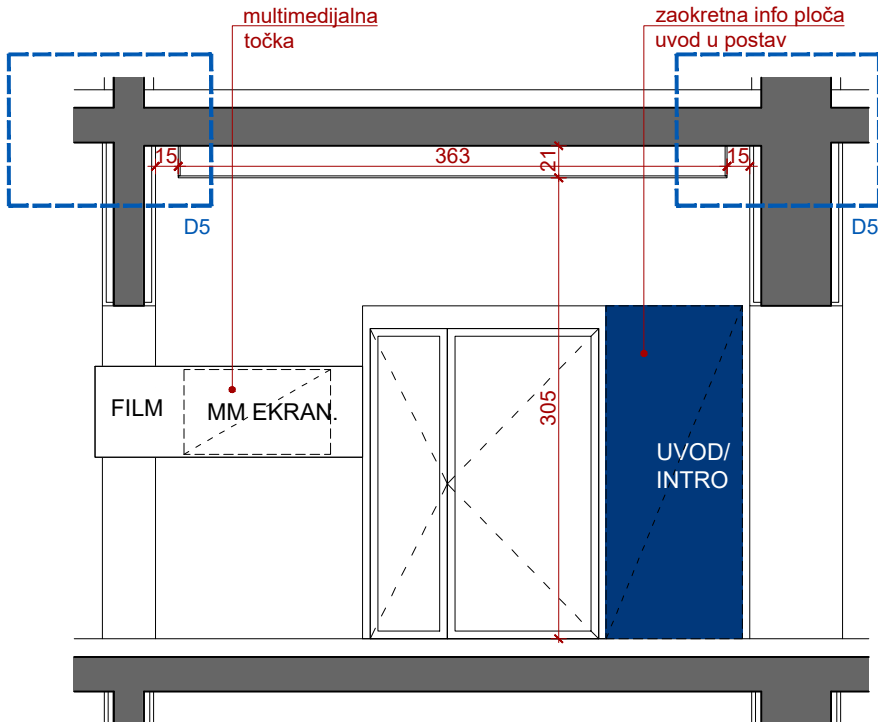 multimedijalna
točka
zaokretna info ploča
uvod u postav
15
363
21
15
D5
D5
FILM
MM EKRAN.
305
UVOD/
INTRO